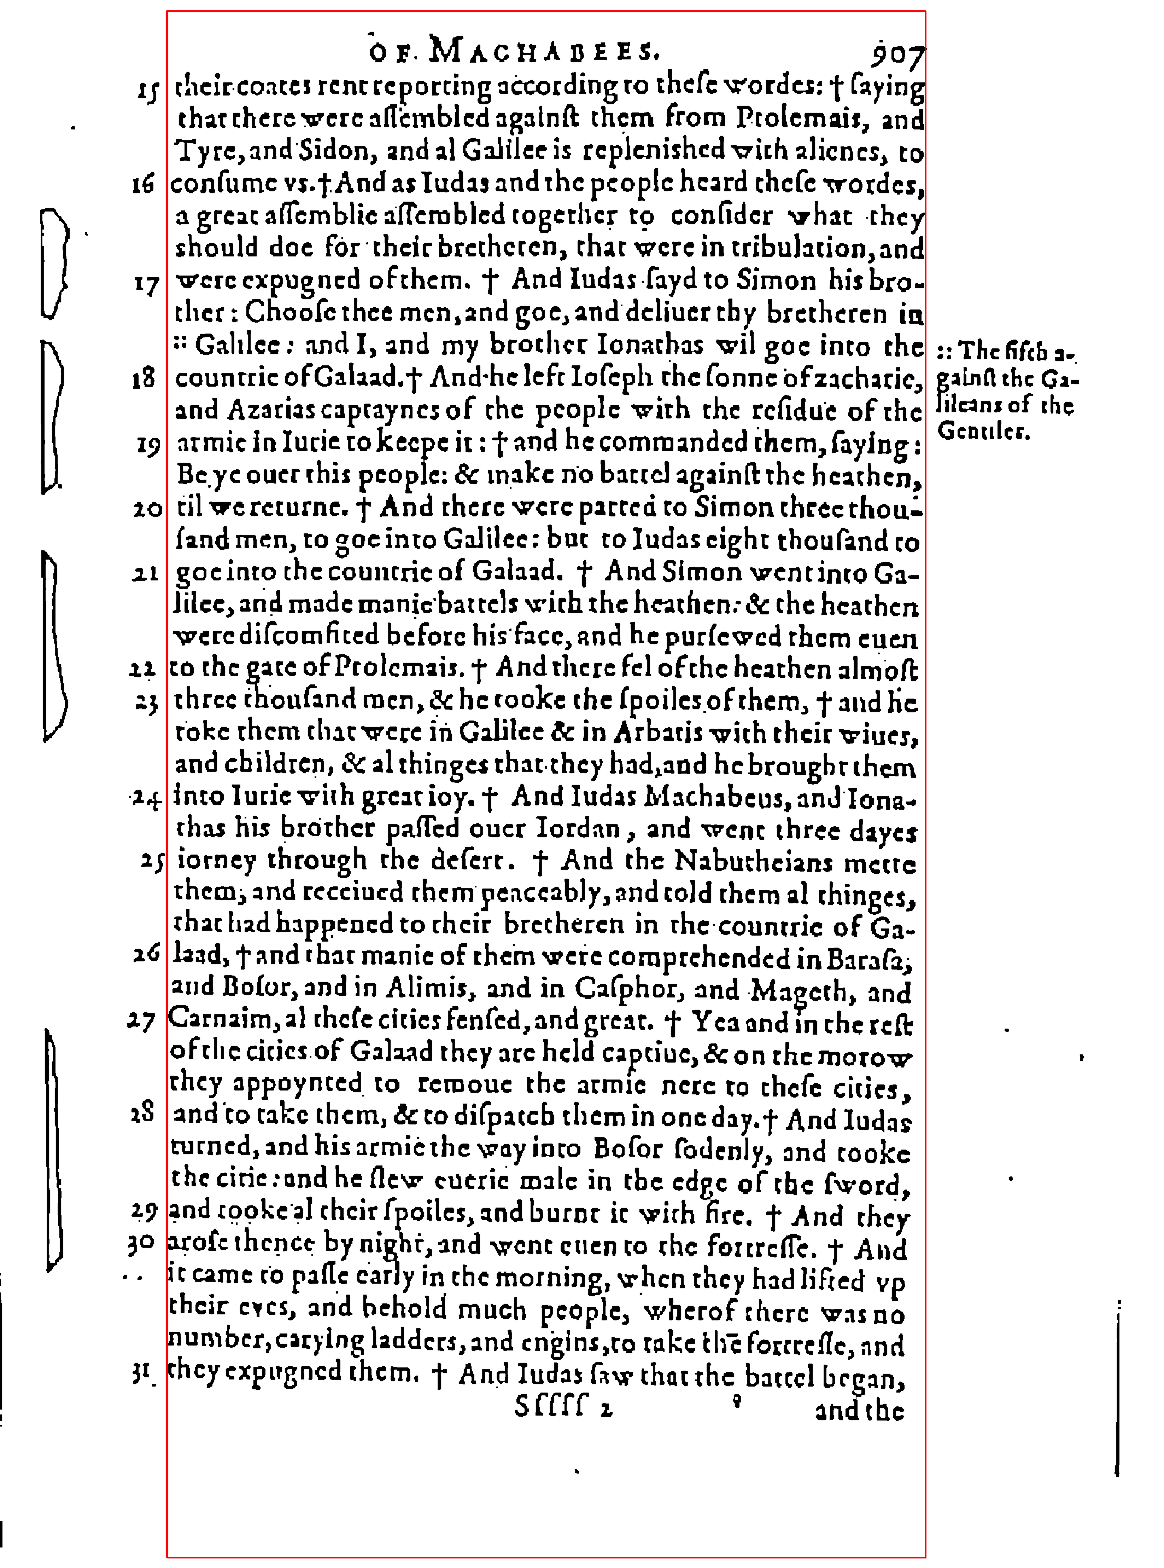 OF MACHABEES. 907
15 their coates rent reporting according to theſe wordes: † ſaying
that there were aſſembled againſt them from Ptolemais, and
Tyre, and Sidon, and al Galilee is replenished with alienes, to
16 conſume vs. † And as Iudas and the people heard theſe wordes,
a great aſſemblie aſſembled together to conſider what they
should doe for their bretheren, that were in tribulation, and
17 were expugned of them. † And Iudas ſayd to Simon his bro-
ther: Chooſe thee men, and goe, and deliuer thy bretheren in
:: Galilee: and I, and my brother Ionathas wil goe into the
:: The fifth a-
18 countrie of Galaad. † And he left Ioſeph the ſonne of zacharie,
gainſt the Ga-
and Azarias captaynes of the people with the reſidue of the
lileans of the
19 armie in Iurie to keepe it: † and he commanded them, ſaying:
Gentiles.
Be ye ouer this people: & make no battel againſt the heathen,
20 til we returne. † And there were parted to Simon three thou-
ſand men, to goe into Galilee: but to Iudas eight thouſand to
21 goe into the countrie of Galaad. † And Simon went into Ga-
lilee, and made manie battels with the heathen: & the heathen
were diſcomfited before his face, and he purſewed them euen
22 to the gate of Ptolemais. † And there fel of the heathen almoſt
23 three thouſand men, & he tooke the ſpoiles of them, † and he
toke them that were in Galilee & in Arbatis with their wiues,
and children, & al thinges that they had, and he brought them
24 into Iurie with great ioy. † And Iudas Machabeus, and Iona-
thas his brother paſſed ouer Iordan, and went three dayes
25 iorney through the deſert. † And the Nabutheians mette
them, and receiued them peaceably, and told them al thinges,
that had happened to their bretheren in the countrie of Ga-
26 laad, † and that manie of them were comprehended in Baraſa,
and Boſor, and in Alimis, and in Caſphor, and Mageth, and
27 Carnaim, al theſe cities fenſed, and great. † Yea and in the reſt
of the cities of Galaad they are held captiue, & on the morow
they appoynted to remoue the armie nere to theſe cities,
28 and to take them, & to diſpatch them in one day. † And Iudas
turned, and his armie the way into Boſor ſodenly, and tooke
the citie: and he ſlew euerie male in the edge of the ſword,
29 and tooke al their ſpoiles, and burnt it with fire. † And they
30 aroſe thence by night, and went euen to the fortreſſe. † And
it came to paſſe early in the morning, when they had lifted vp
their eyes, and behold much people, wherof there was no
number, carying ladders, and engins, to take thē fortreſſe, and
31 they expugned them. † And Iudas ſaw that the battel began,
Sſſſſ 2 and the